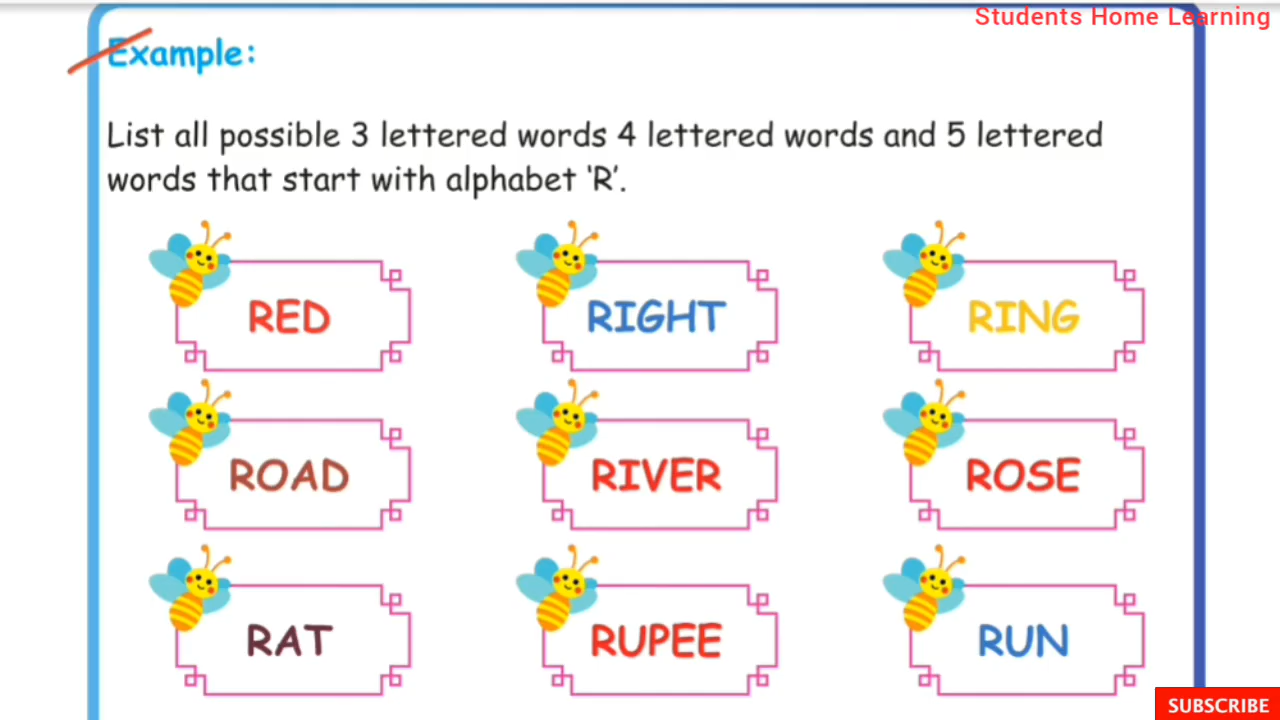 Students Home Learning
Example:
List all possible 3 lettered words 4 lettered words and 5 lettered
words that start with alphabet ‘R’.
RED RIGHT RING
ROAD RIVER ROSE
RAT RUPEE RUN
SUBSCRIBE